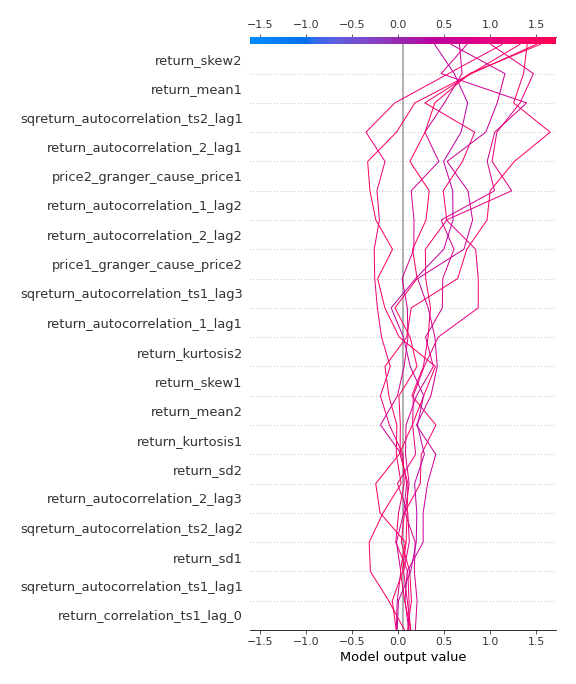 −1.5 −1.0 −0.5 0.0 0.5 1.0 1.5
return_skew2
return_mean1
sqreturn_autocorrelation_ts2_lag1
return_autocorrelation_2_lag1
price2_granger_cause_price1
return_autocorrelation_1_lag2
return_autocorrelation_2_lag2
price1_granger_cause_price2
sqreturn_autocorrelation_ts1_lag3
return_autocorrelation_1_lag1
return_kurtosis2
return_skew1
return_mean2
return_kurtosis1
return_sd2
return_autocorrelation_2_lag3
sqreturn_autocorrelation_ts2_lag2
return_sd1
sqreturn_autocorrelation_ts1_lag1
return_correlation_ts1_lag_0
−1.5 −1.0 −0.5 0.0 0.5 1.0 1.5
Model output value